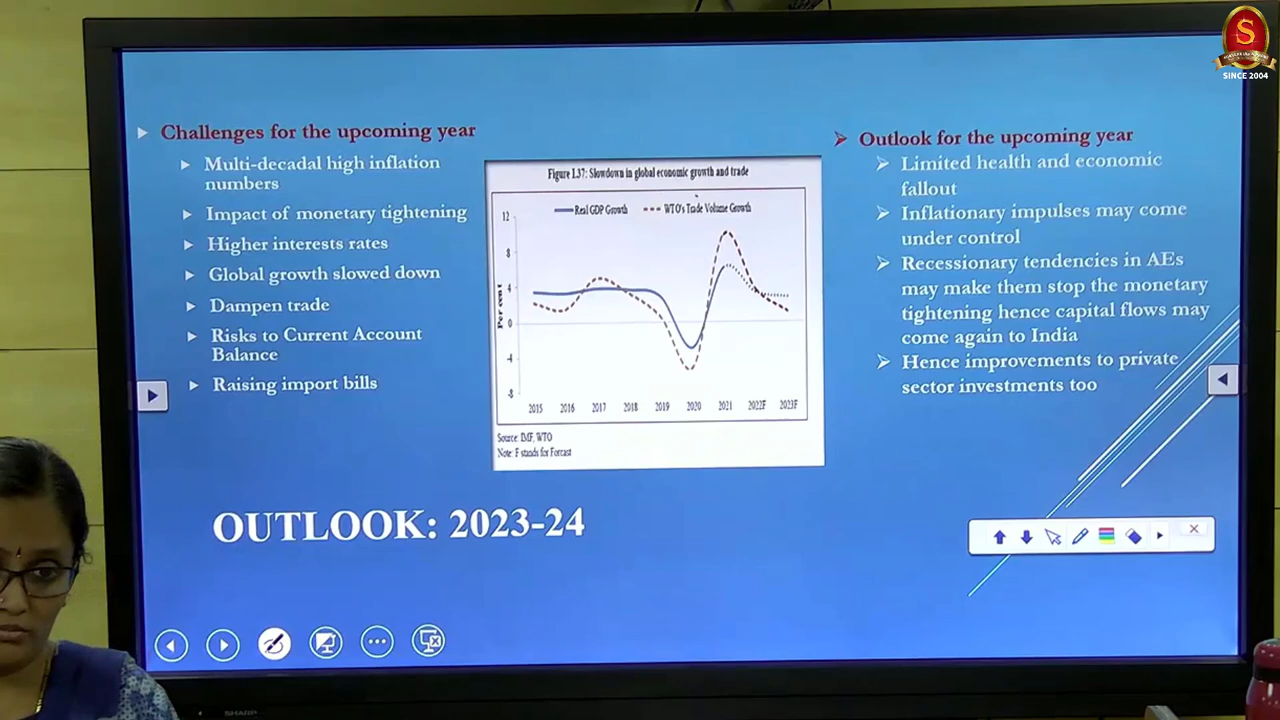 S
SINCE 2004
Challenges for the upcoming year
Multi-decadal high inflation
numbers
Impact of monetary tightening
Higher interests rates
Global growth slowed down
Dampen trade
Risks to Current Account
Balance
Raising import bills
Figure I.37: Slowdown in global economic growth and trade
Real GDP Growth
WTO's Trade Volume Growth
Per cent
12
8
4
0
-4
-8
2015 2016 2017 2018 2019 2020 2021 2022F 2023F
Source: IMF, WTO
Note: F stands for Forcast
Outlook for the upcoming year
Limited health and economic
fallout
Inflationary impulses may come
under control
Recessionary tendencies in AEs
may make them stop the monetary
tightening hence capital flows may
come again to India
Hence improvements to private
sector investments too
OUTLOOK: 2023-24
SHARP